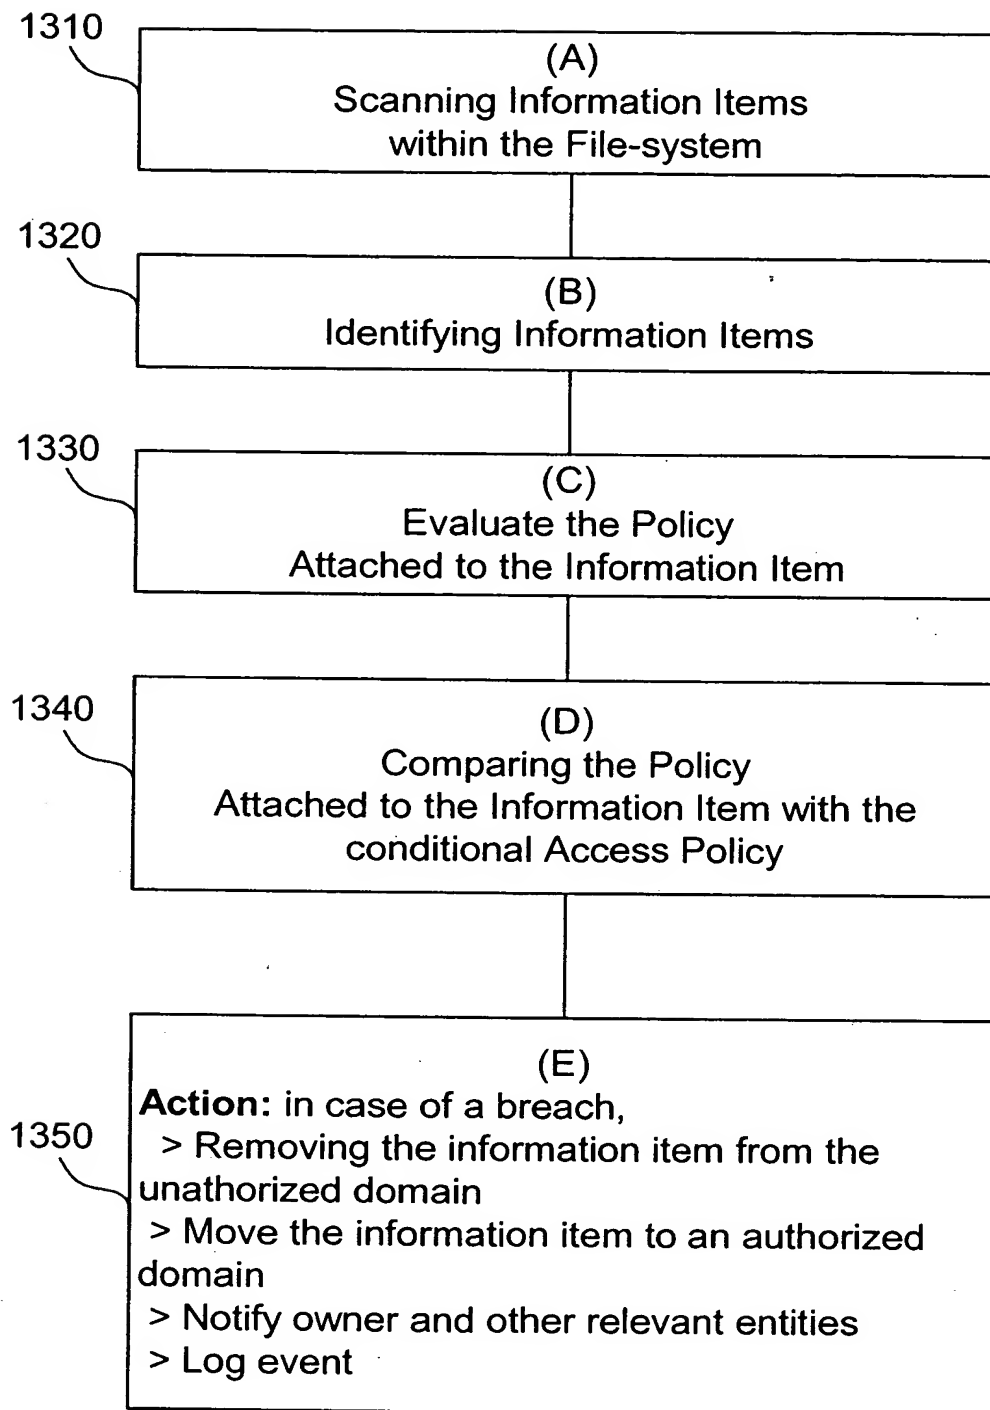 1310
(A)
Scanning Information Items
within the File-system
1320
(B)
Identifying Information Items
1330
(C)
Evaluate the Policy
Attached to the Information Item
1340
(D)
Comparing the Policy
Attached to the Information Item with the
conditional Access Policy
1350
(E)
Action: in case of a breach,
> Removing the information item from the
unathorized domain
> Move the information item to an authorized
domain
> Notify owner and other relevant entities
> Log event